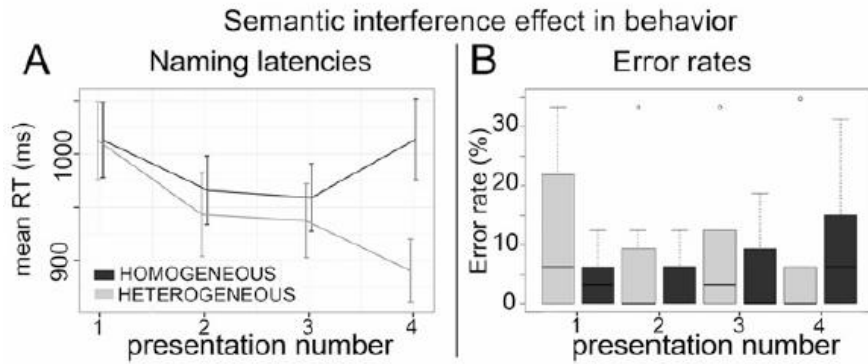 Semantic interference effect in behavior
A
Naming latencies
mean RT (ms)
1000
900
HOMOGENEOUS
HETEROGENEOUS
1 2 3 4
presentation number
B
Error rates
Error rate (%)
30
20
10
0
1 2 3 4
presentation number